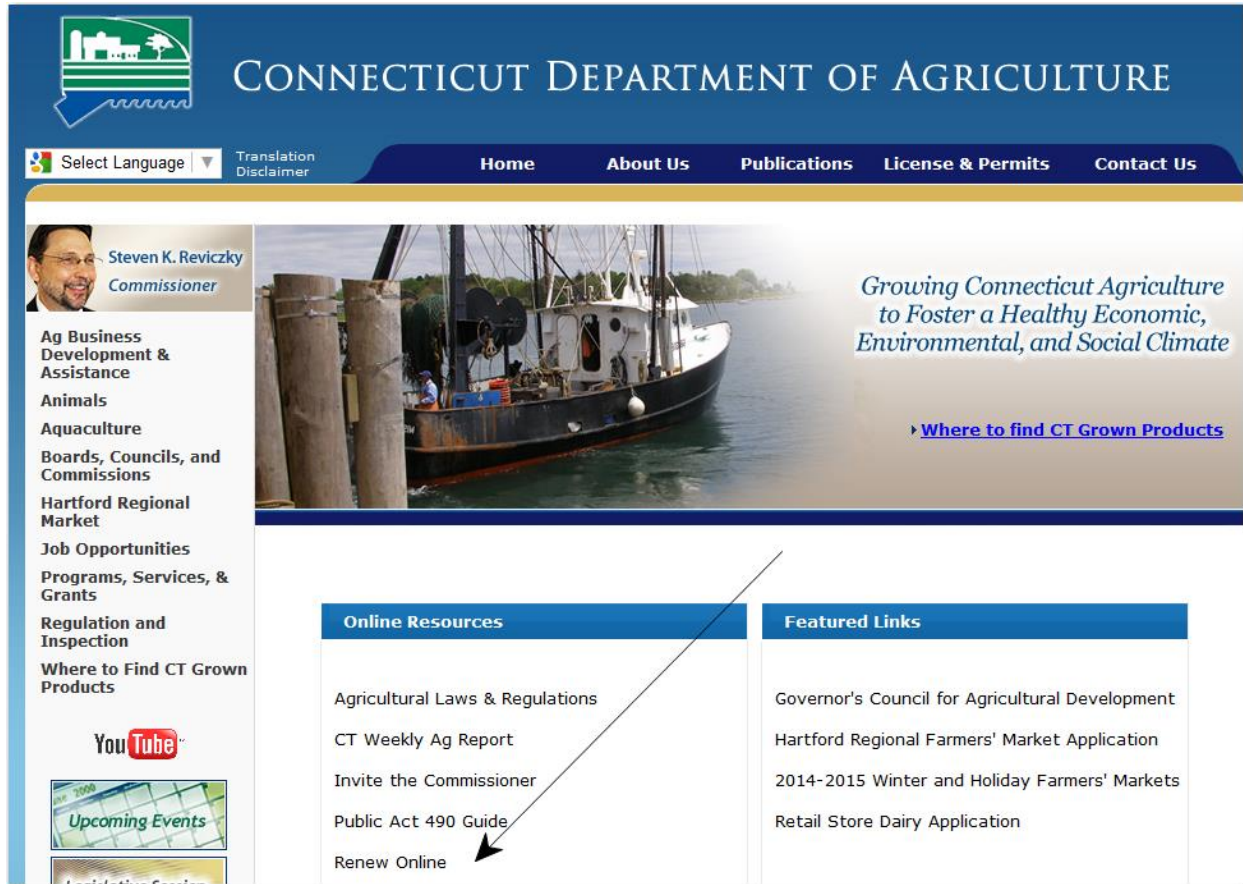 CONNECTICUT DEPARTMENT OF AGRICULTURE
Select Language
Translation
Disclaimer
Home
About Us
Publications
License & Permits
Contact Us
Steven K. Reviczky
Commissioner
Growing Connecticut Agriculture
to Foster a Healthy Economic,
Environmental, and Social Climate
Where to find CT Grown Products
Ag Business
Development &
Assistance
Animals
Aquaculture
Boards, Councils, and
Commissions
Hartford Regional
Market
Job Opportunities
Programs, Services, &
Grants
Regulation and
Inspection
Where to Find CT Grown
Products
YouTube
Upcoming Events
Legislative Session
Online Resources
Agricultural Laws & Regulations
CT Weekly Ag Report
Invite the Commissioner
Public Act 490 Guide
Renew Online
Featured Links
Governor's Council for Agricultural Development
Hartford Regional Farmers' Market Application
2014-2015 Winter and Holiday Farmers' Markets
Retail Store Dairy Application